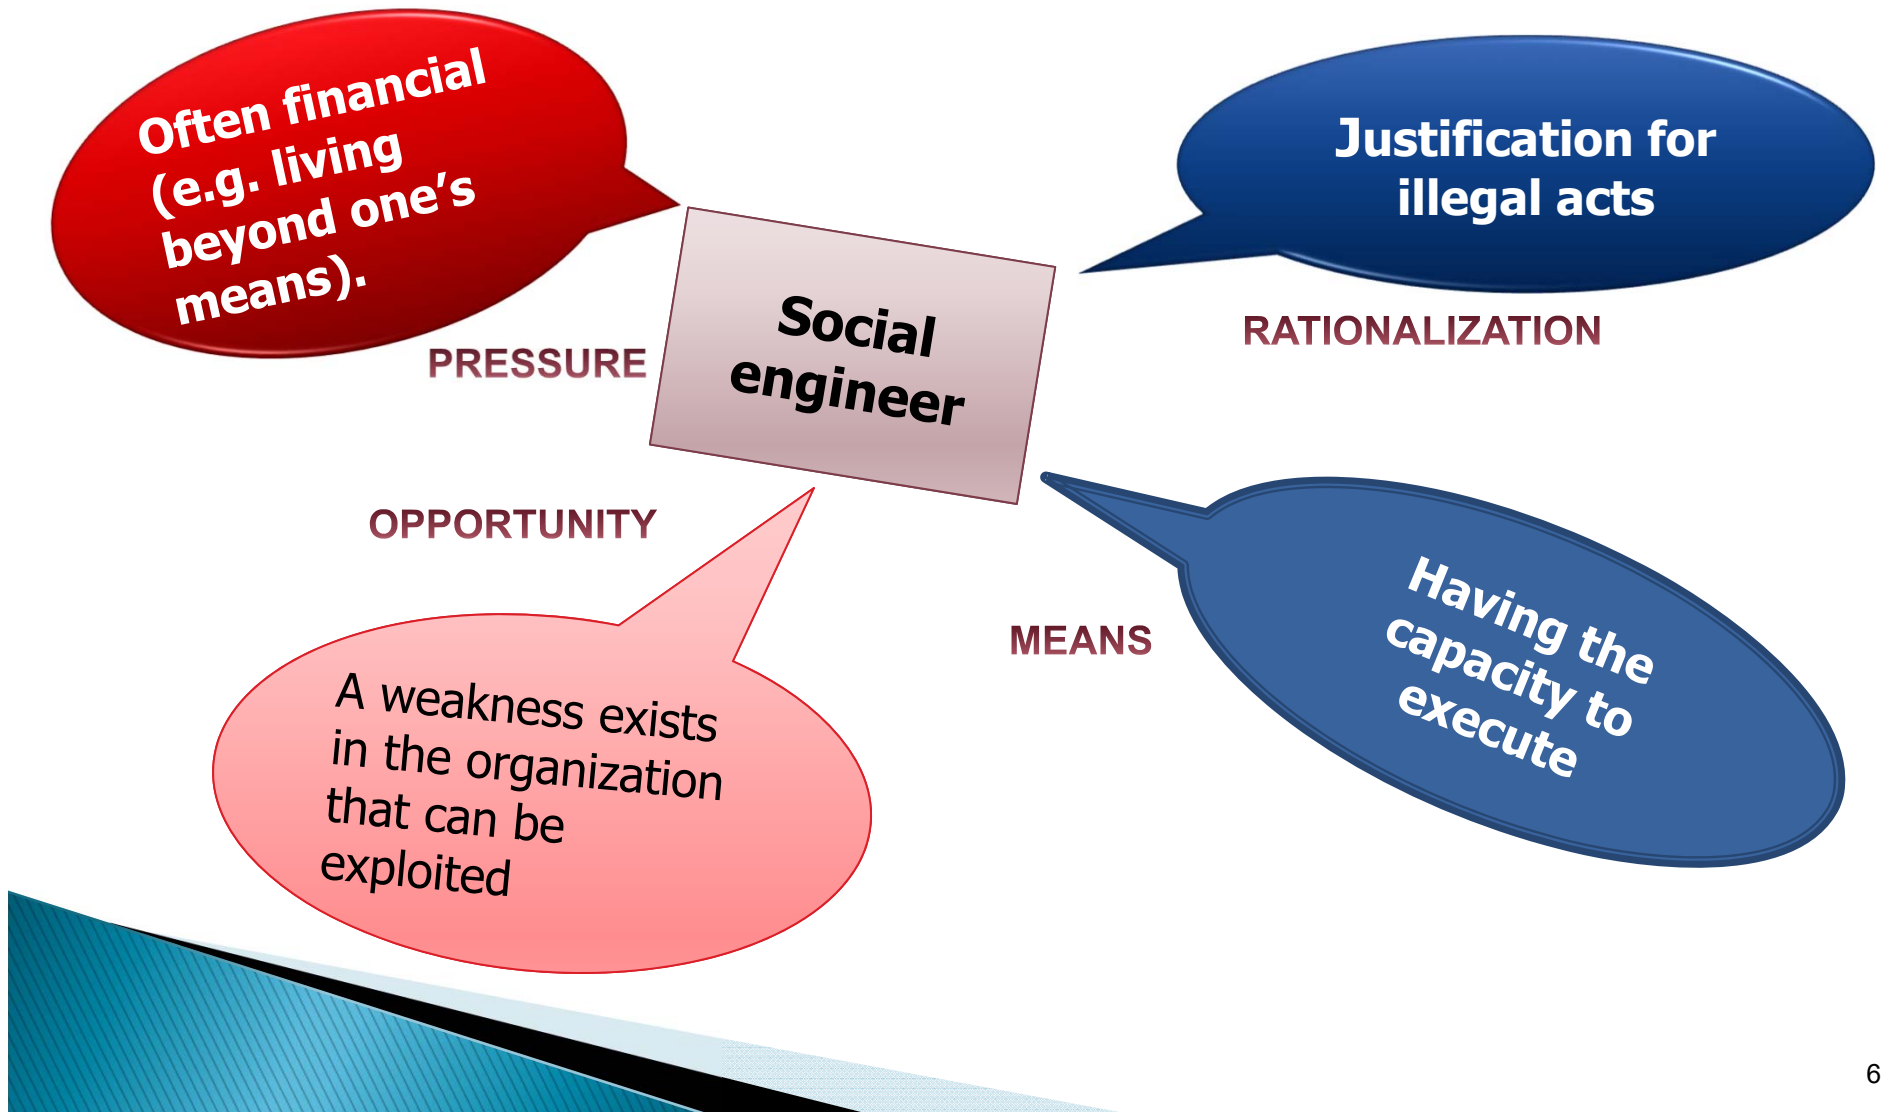 Often financial
(e.g. living
beyond one’s
means).
PRESSURE
Justification for
illegal acts
RATIONALIZATION
Social
engineer
OPPORTUNITY
A weakness exists
in the organization
that can be
exploited
MEANS
Having the
capacity to
execute
6